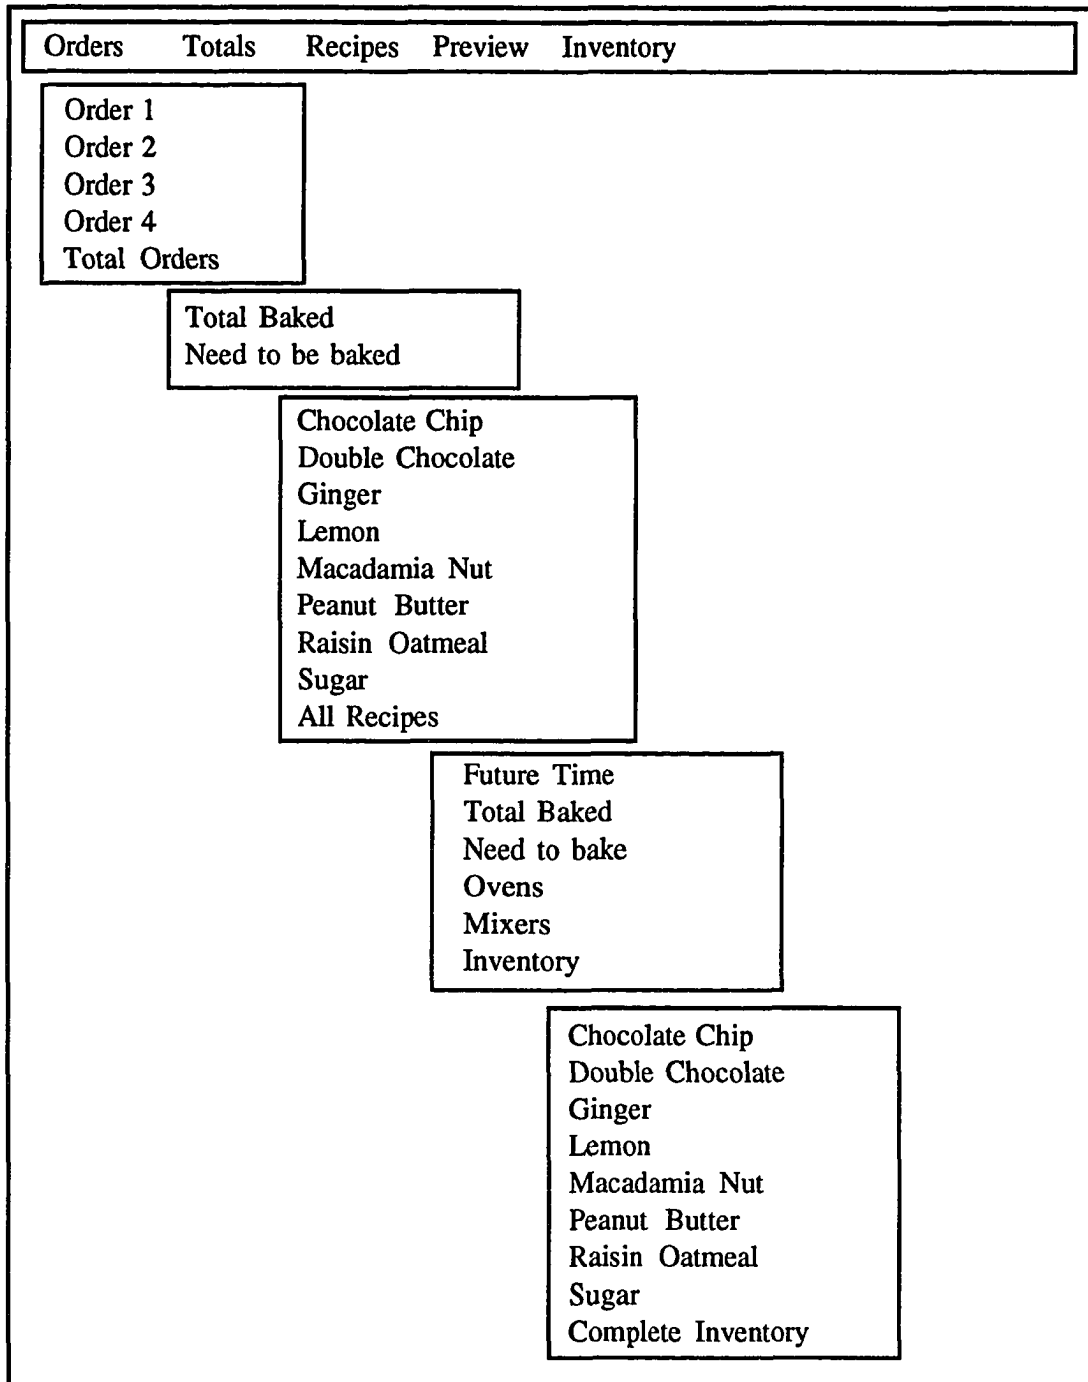 Orders Totals Recipes Preview Inventory
Order 1
Order 2
Order 3
Order 4
Total Orders
Total Baked
Need to be baked
Chocolate Chip
Double Chocolate
Ginger
Lemon
Macadamia Nut
Peanut Butter
Raisin Oatmeal
Sugar
All Recipes
Future Time
Total Baked
Need to bake
Ovens
Mixers
Inventory
Chocolate Chip
Double Chocolate
Ginger
Lemon
Macadamia Nut
Peanut Butter
Raisin Oatmeal
Sugar
Complete Inventory